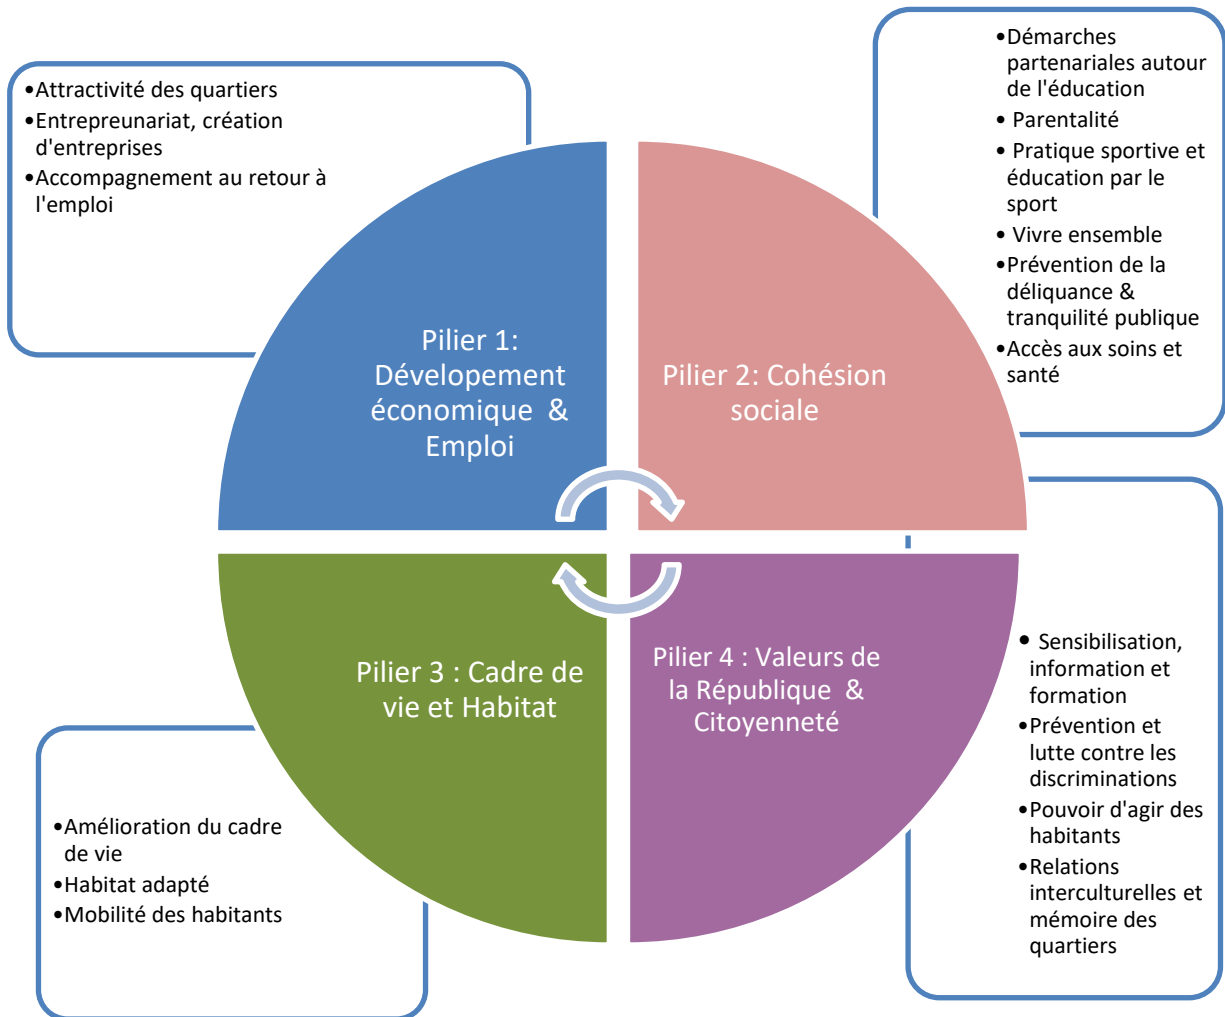 •Attractivité des quartiers
•Entrepreunariat, création
d'entreprises
•Accompagnement au retour à
l'emploi
•Démarches
partenariales autour
de l'éducation
• Parentalité
• Pratique sportive et
éducation par le
sport
• Vivre ensemble
•Prévention de la
déliquance &
tranquilité publique
•Accès aux soins et
santé
Pilier 1:
Dévelopement
économique &
Emploi
Pilier 2: Cohésion
sociale
Pilier 3 : Cadre de
vie et Habitat
Pilier 4 : Valeurs de
la République &
Citoyenneté
•Amélioration du cadre
de vie
•Habitat adapté
•Mobilité des habitants
• Sensibilisation,
information et
formation
•Prévention et
lutte contre les
discriminations
•Pouvoir d'agir des
habitants
•Relations
interculturelles et
mémoire des
quartiers